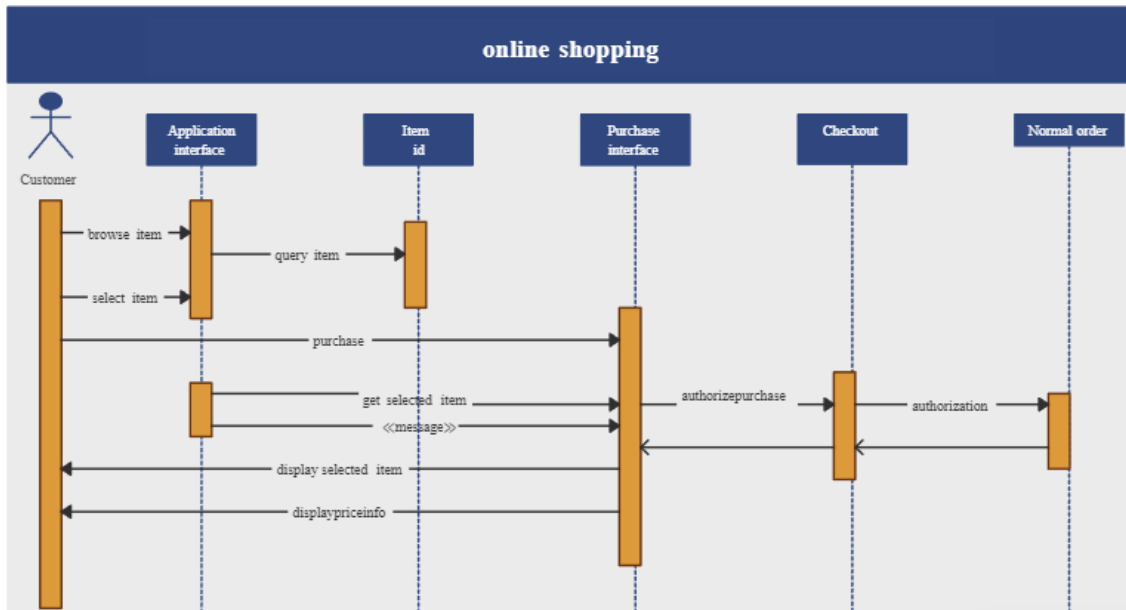 online shopping
Application
interface
Item
id
Purchase
interface
Checkout
Normal order
Customer
browse item
query item
select item
purchase
get selected item
authorizepurchase
authorization
≪message≫
display selected item
displaypriceinfo